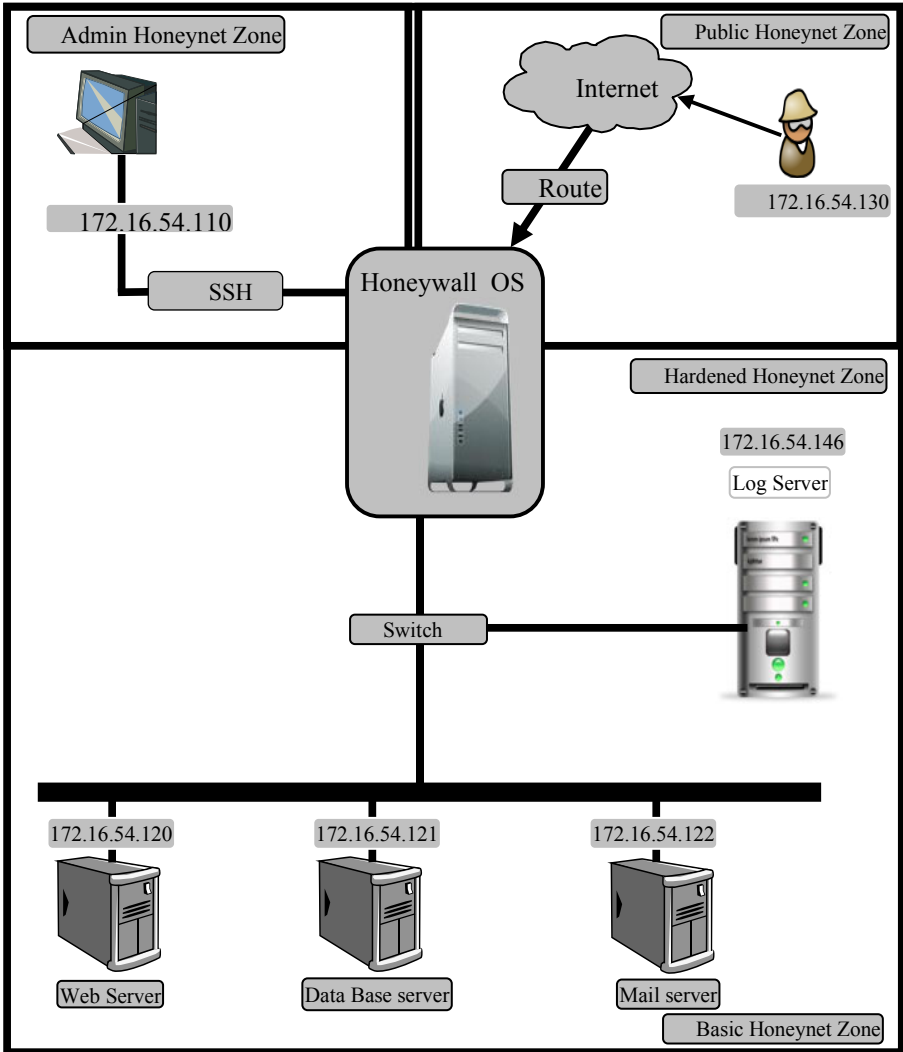 Admin Honeynet Zone
Public Honeynet Zone
Internet
172.16.54.130
Route
172.16.54.110
SSH
Honeywall OS
Hardened Honeynet Zone
172.16.54.146
Log Server
Switch
172.16.54.120
172.16.54.121
172.16.54.122
Web Server
Data Base server
Mail server
Basic Honeynet Zone